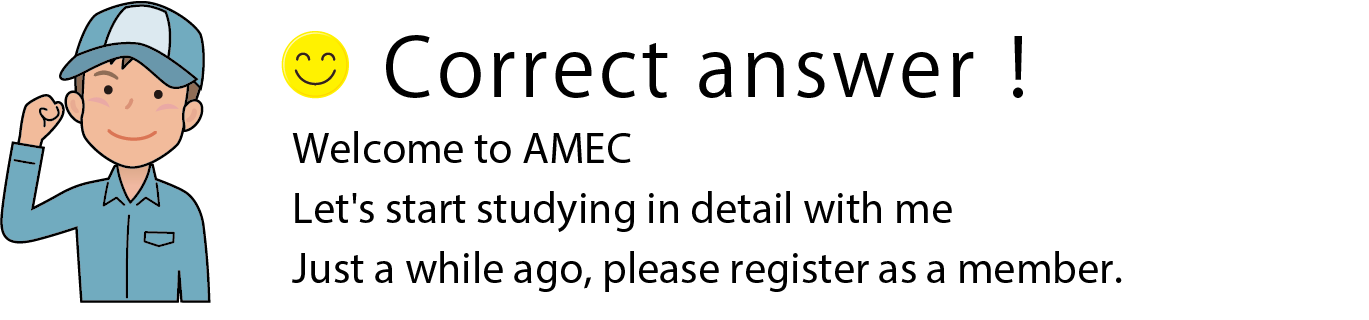 Correct answer !
Welcome to AMEC
Let's start studying in detail with me
Just a while ago, please register as a member.